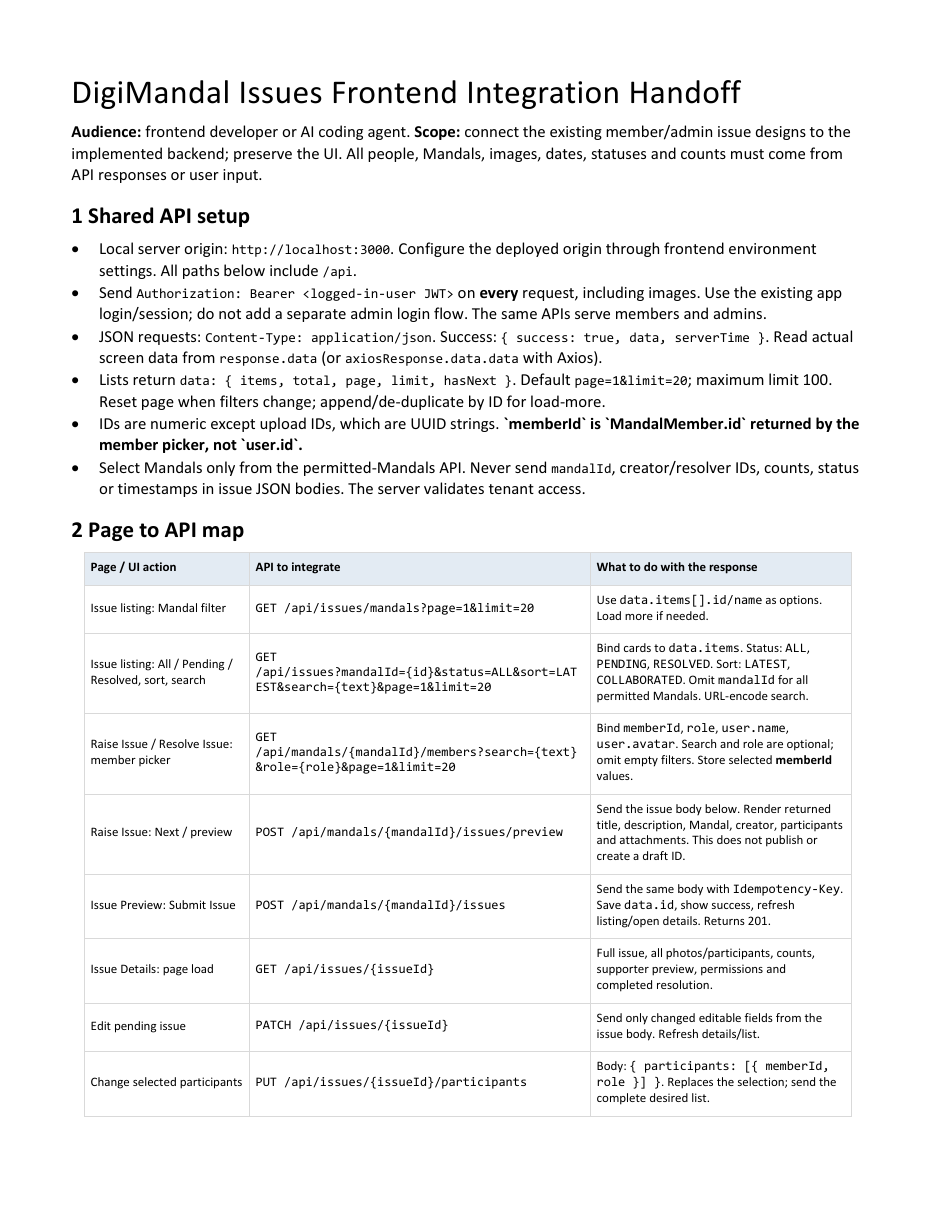 DigiMandal Issues Frontend Integration Handoff
Audience: frontend developer or AI coding agent. Scope: connect the existing member/admin issue designs to the
implemented backend; preserve the UI. All people, Mandals, images, dates, statuses and counts must come from
API responses or user input.
1 Shared API setup
• Local server origin: http://localhost:3000. Configure the deployed origin through frontend environment
settings. All paths below include /api.
• Send Authorization: Bearer <logged-in-user JWT> on every request, including images. Use the existing app
login/session; do not add a separate admin login flow. The same APIs serve members and admins.
• JSON requests: Content-Type: application/json. Success: { success: true, data, serverTime }. Read actual
screen data from response.data (or axiosResponse.data.data with Axios).
• Lists return data: { items, total, page, limit, hasNext }. Default page=1&limit=20; maximum limit 100.
Reset page when filters change; append/de-duplicate by ID for load-more.
• IDs are numeric except upload IDs, which are UUID strings. `memberId` is `MandalMember.id` returned by the
member picker, not `user.id`.
• Select Mandals only from the permitted-Mandals API. Never send mandalId, creator/resolver IDs, counts, status
or timestamps in issue JSON bodies. The server validates tenant access.
2 Page to API map
Page / UI action
API to integrate
What to do with the response
Issue listing: Mandal filter
GET /api/issues/mandals?page=1&limit=20
Use data.items[].id/name as options.
Load more if needed.
Issue listing: All / Pending /
Resolved, sort, search
GET
/api/issues?mandalId={id}&status=ALL&sort=LAT
EST&search={text}&page=1&limit=20
Bind cards to data.items. Status: ALL,
PENDING, RESOLVED. Sort: LATEST,
COLLABORATED. Omit mandalId for all
permitted Mandals. URL-encode search.
Raise Issue / Resolve Issue:
member picker
GET
/api/mandals/{mandalId}/members?search={text}
&role={role}&page=1&limit=20
Bind memberId, role, user.name,
user.avatar. Search and role are optional;
omit empty filters. Store selected memberId
values.
Raise Issue: Next / preview
POST /api/mandals/{mandalId}/issues/preview
Send the issue body below. Render returned
title, description, Mandal, creator, participants
and attachments. This does not publish or
create a draft ID.
Issue Preview: Submit Issue
POST /api/mandals/{mandalId}/issues
Send the same body with Idempotency-Key.
Save data.id, show success, refresh
listing/open details. Returns 201.
Issue Details: page load
GET /api/issues/{issueId}
Full issue, all photos/participants, counts,
supporter preview, permissions and
completed resolution.
Edit pending issue
PATCH /api/issues/{issueId}
Send only changed editable fields from the
issue body. Refresh details/list.
Change selected participants
PUT /api/issues/{issueId}/participants
Body: { participants: [{ memberId,
role }] }. Replaces the selection; send the
complete desired list.